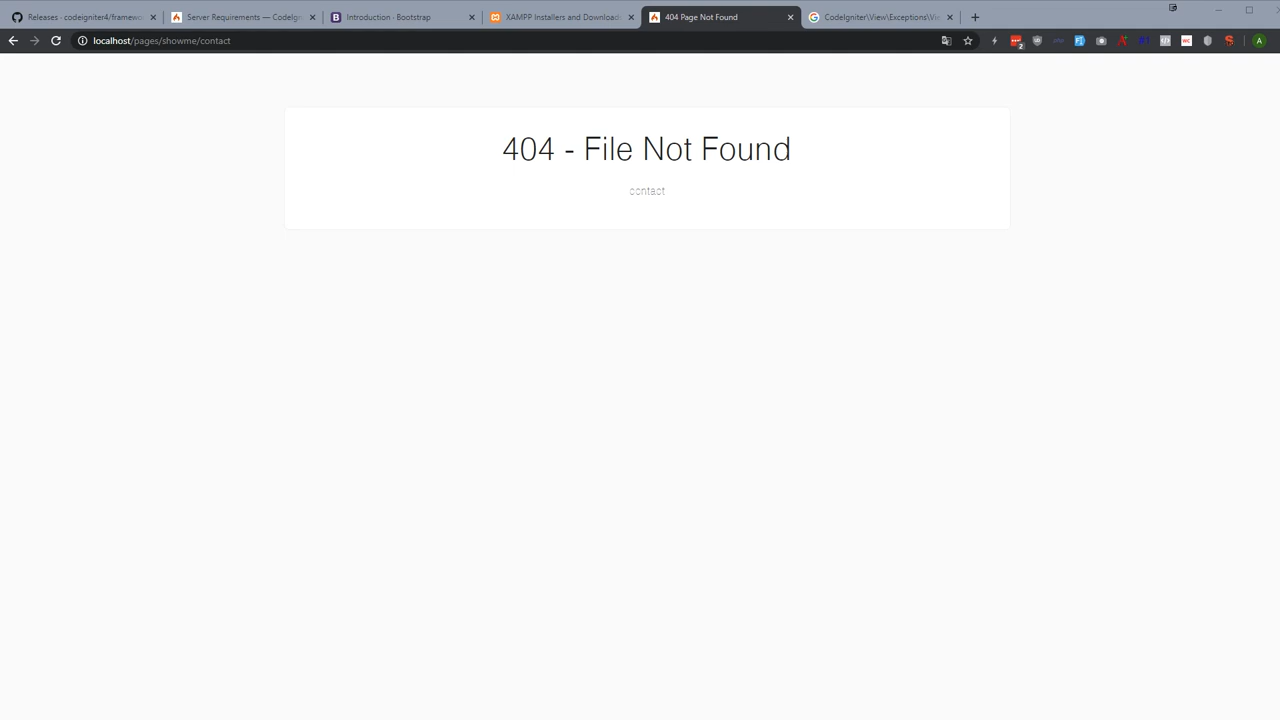 Releases - codeigniter4/framewo
Server Requirements — CodeIgn
Introduction · Bootstrap
XAMPP Installers and Download
404 Page Not Found
CodeIgniter\View\Exceptions\Vi
localhost/pages/showme/contact
2
A
404 - File Not Found
contact